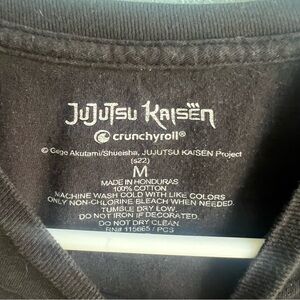 JUJUTSU KAISEN
crunchyroll®
© Gege Akutami/Shueisha, JUJUTSU KAISEN Project
(s22)
M
MADE IN HONDURAS
100% COTTON
MACHINE WASH COLD WITH LIKE COLORS
ONLY NON-CHLORINE BLEACH WHEN NEEDED.
TUMBLE DRY LOW.
DO NOT IRON IF DECORATED.
DO NOT DRY CLEAN.
RN# 115665 / PCS